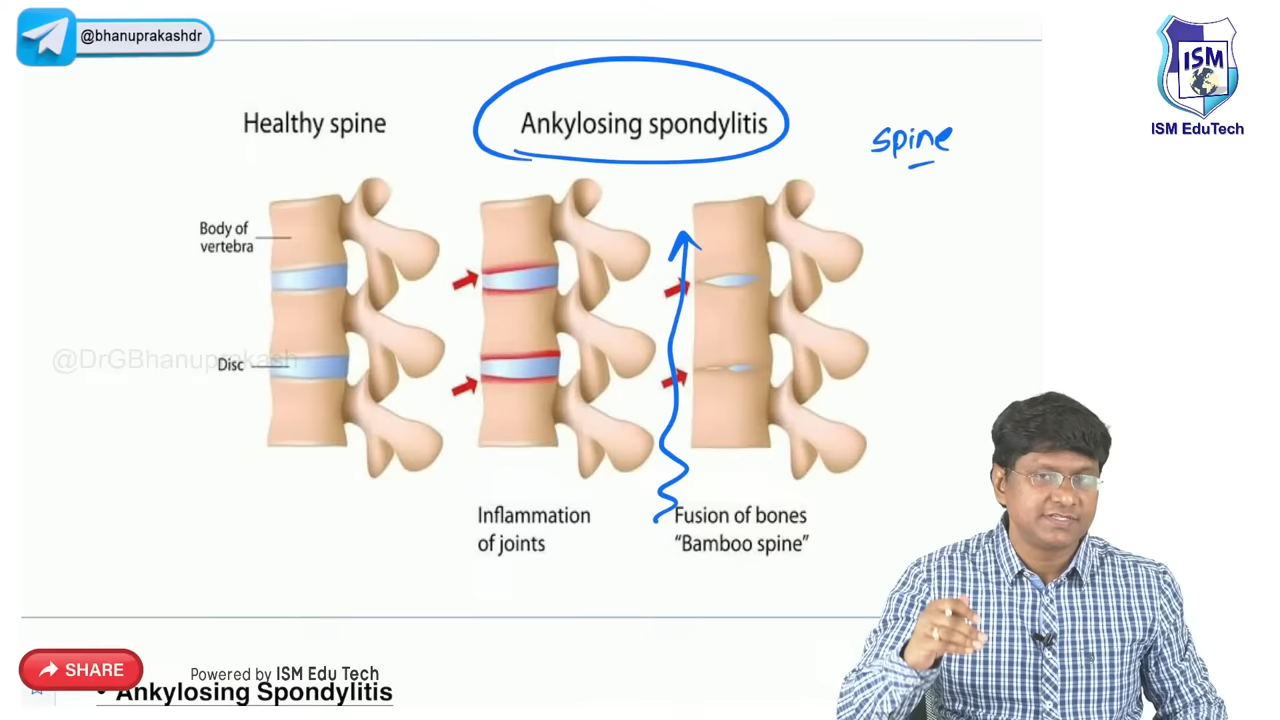 @bhanuprakashdr
ISM
ISM EduTech
Healthy spine
Ankylosing spondylitis
spine
Body of
vertebra
@DrGBhanuprakash
Disc
Inflammation
of joints
Fusion of bones
“Bamboo spine”
SHARE
Powered by ISM Edu Tech
• Ankylosing Spondylitis